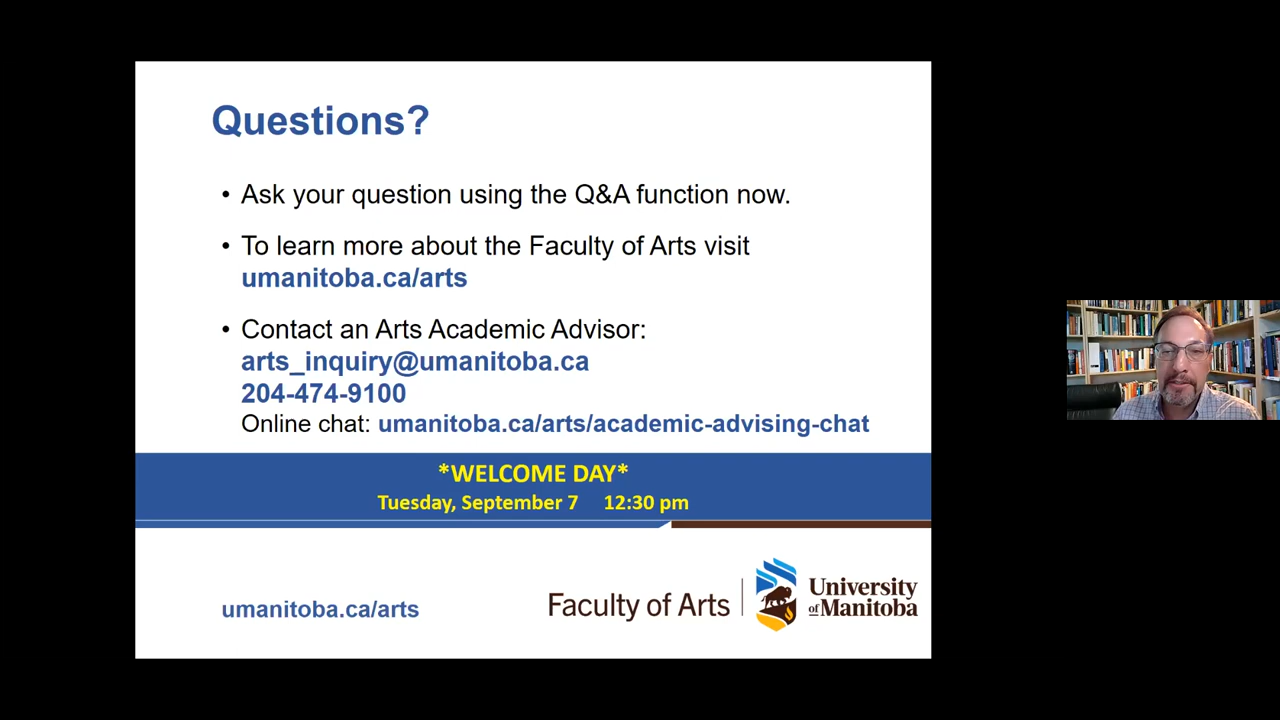 Questions?
• Ask your question using the Q&A function now.
• To learn more about the Faculty of Arts visit
umanitoba.ca/arts
• Contact an Arts Academic Advisor:
arts_inquiry@umanitoba.ca
204-474-9100
Online chat: umanitoba.ca/arts/academic-advising-chat
*WELCOME DAY*
Tuesday, September 7 12:30 pm
umanitoba.ca/arts
Faculty of Arts
University
of Manitoba